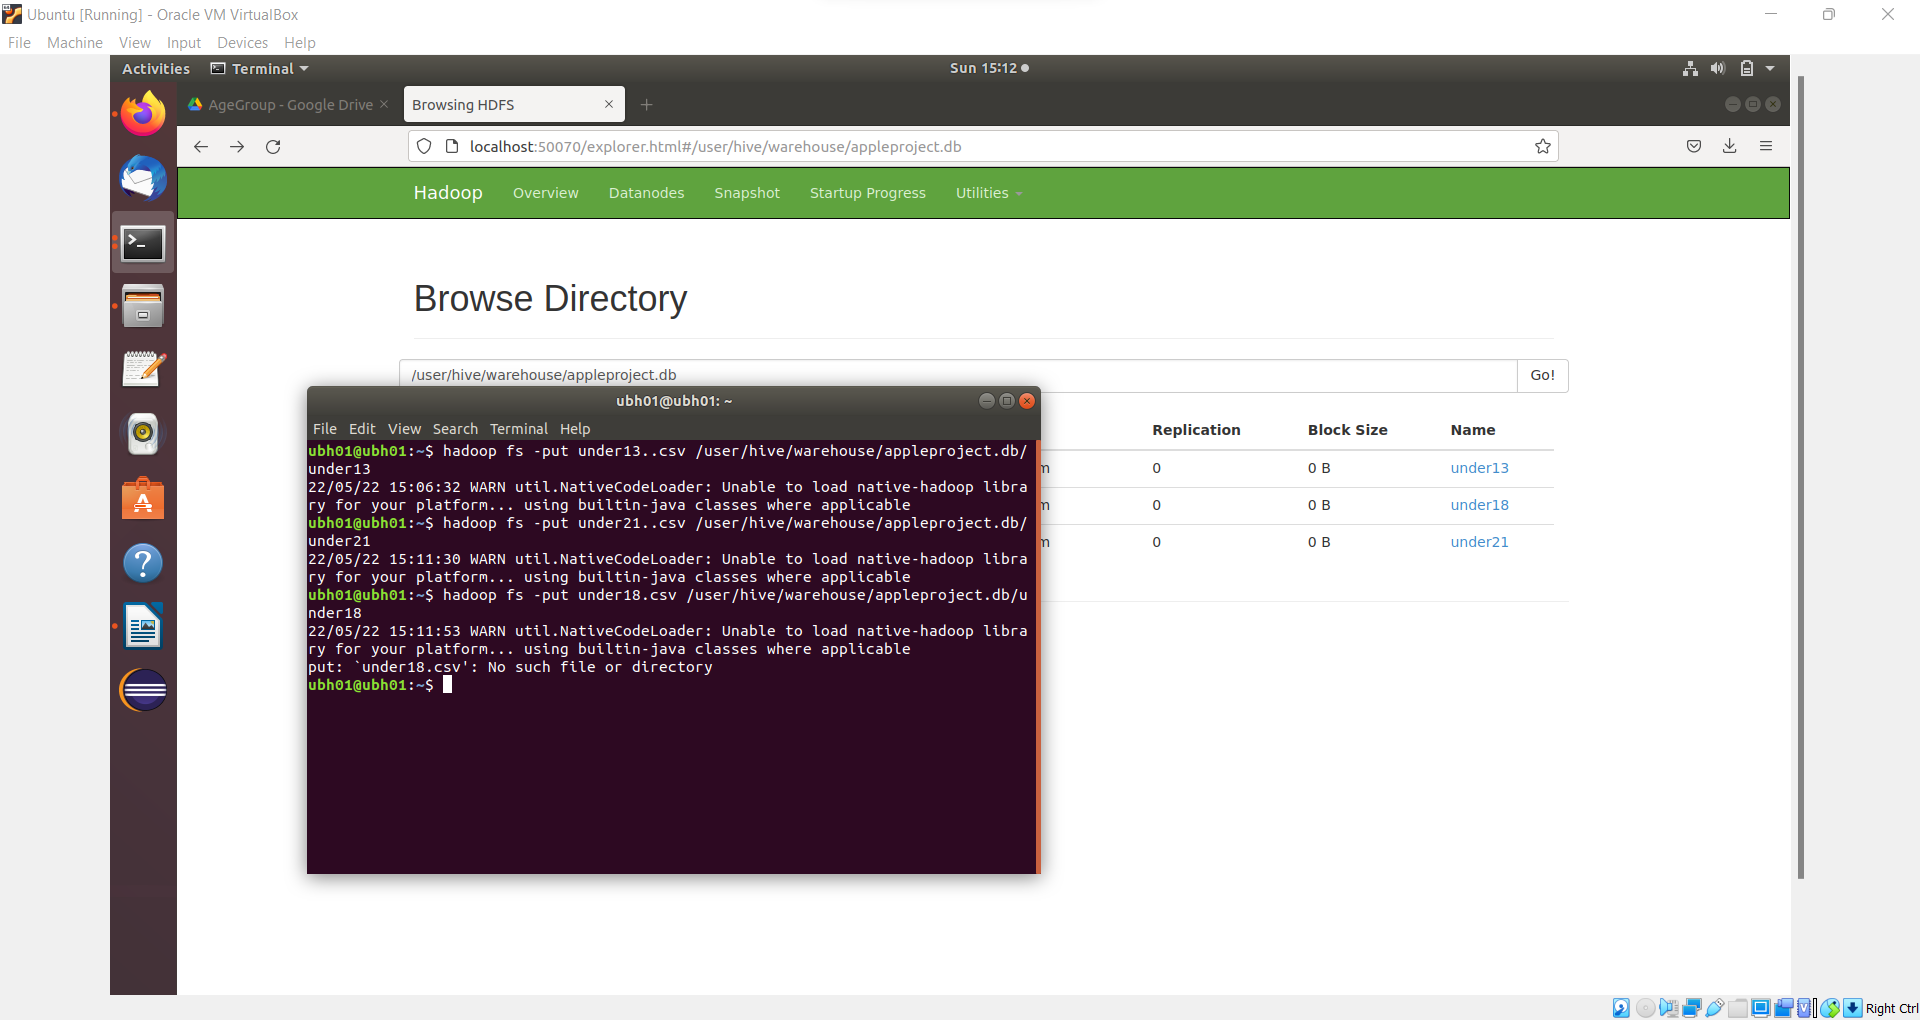 Ubuntu [Running] - Oracle VM VirtualBox
File Machine View Input Devices Help
Activities Terminal Sun 15:12
AgeGroup - Google Drive Browsing HDFS
localhost:50070/explorer.html#/user/hive/warehouse/appleproject.db
Hadoop Overview Datanodes Snapshot Startup Progress Utilities
Browse Directory
/user/hive/warehouse/appleproject.db Go!
Replication Block Size Name
m 0 0 B under13
m 0 0 B under18
m 0 0 B under21
ubh01@ubh01: ~
File Edit View Search Terminal Help
ubh01@ubh01:~$ hadoop fs -put under13..csv /user/hive/warehouse/appleproject.db/
under13
22/05/22 15:06:32 WARN util.NativeCodeLoader: Unable to load native-hadoop libra
ry for your platform... using builtin-java classes where applicable
ubh01@ubh01:~$ hadoop fs -put under21..csv /user/hive/warehouse/appleproject.db/
under21
22/05/22 15:11:30 WARN util.NativeCodeLoader: Unable to load native-hadoop libra
ry for your platform... using builtin-java classes where applicable
ubh01@ubh01:~$ hadoop fs -put under18.csv /user/hive/warehouse/appleproject.db/u
nder18
22/05/22 15:11:53 WARN util.NativeCodeLoader: Unable to load native-hadoop libra
ry for your platform... using builtin-java classes where applicable
put: `under18.csv': No such file or directory
ubh01@ubh01:~$
Right Ctrl